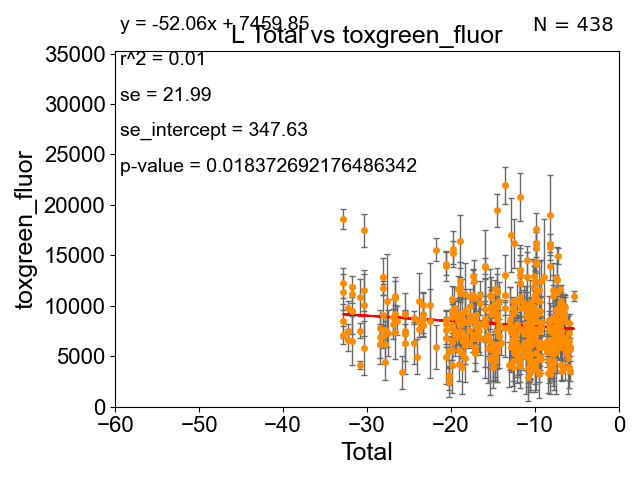 y = -52.06x + 7459.85
N = 438
L Total vs toxgreen_fluor
r^2 = 0.01
se = 21.99
se_intercept = 347.63
p-value = 0.018372692176486342
35000
30000
25000
20000
15000
10000
5000
0
toxgreen_fluor
−60 −50 −40 −30 −20 −10 0
Total